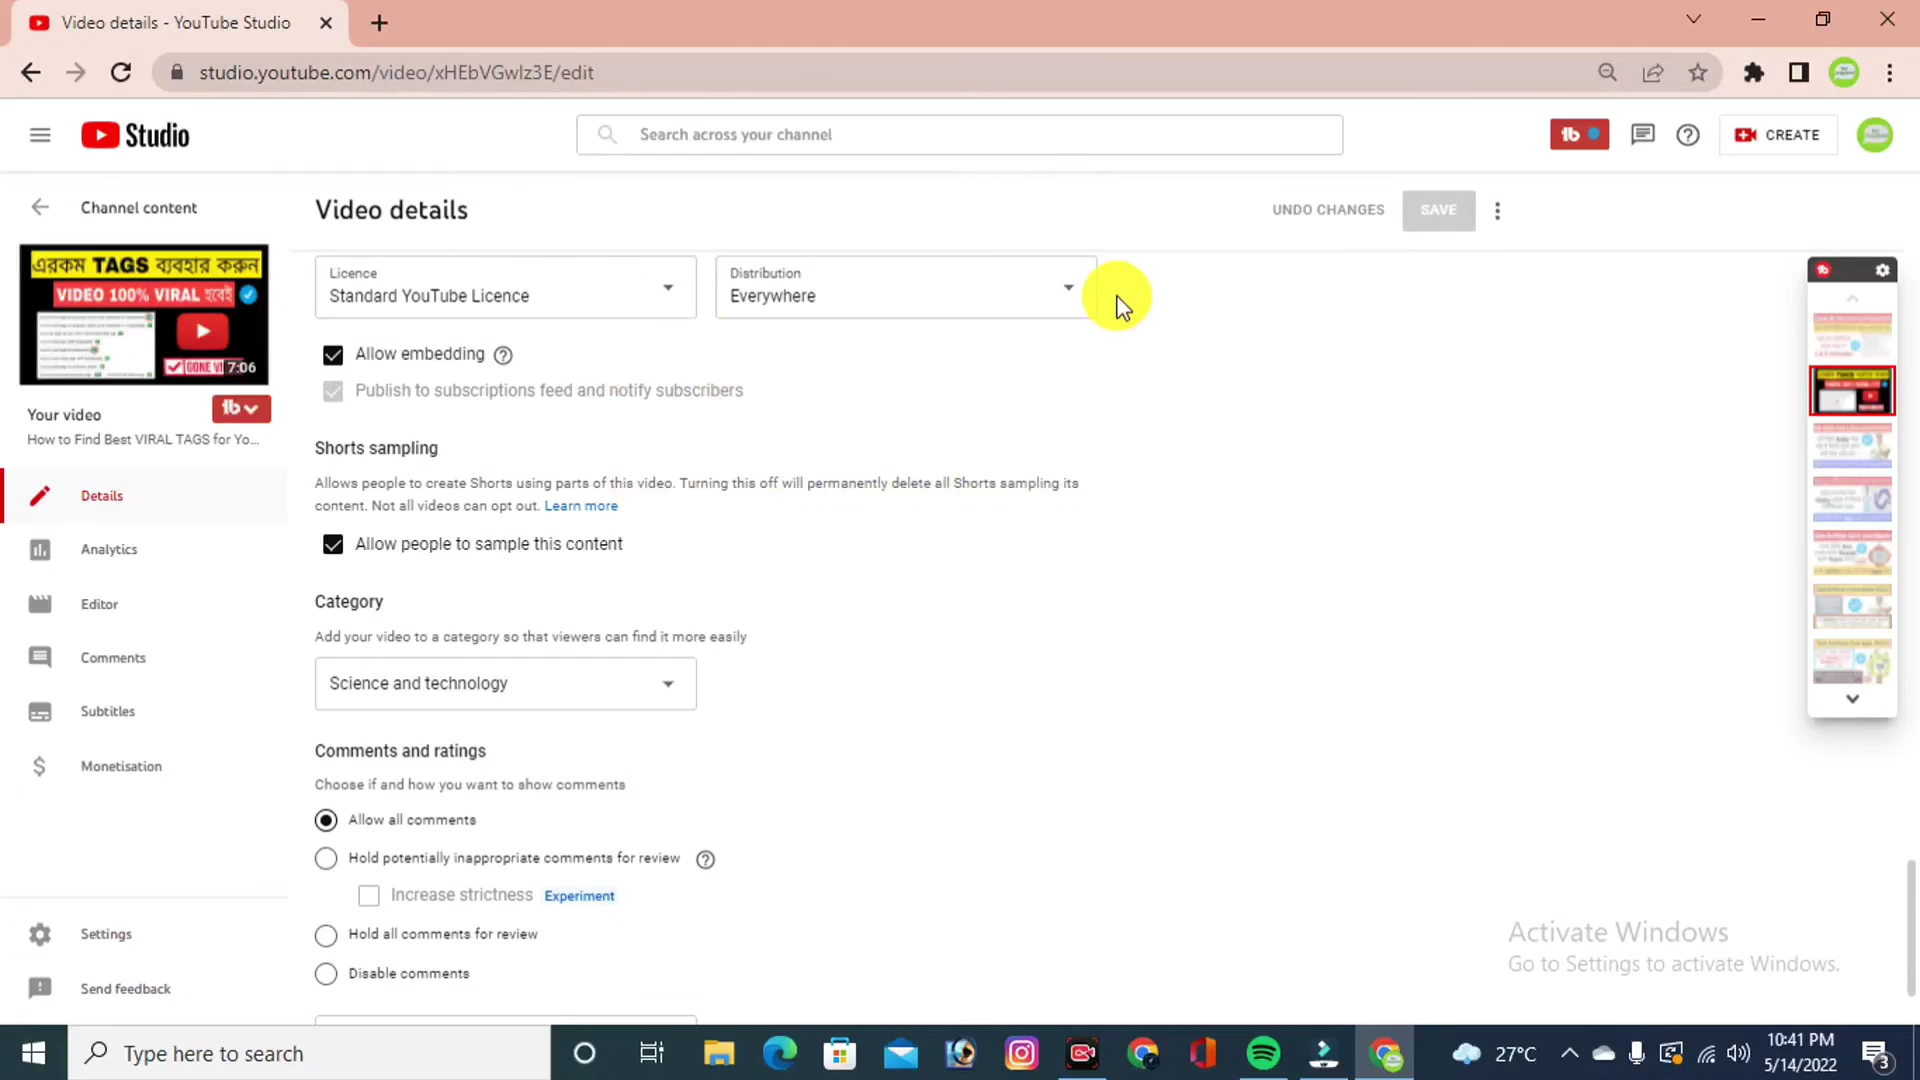 Video details - YouTube Studio
studio.youtube.com/video/xHEbVGwIz3E/edit
Studio
Search across your channel
CREATE
Channel content
Video details
UNDO CHANGES
SAVE
এরকম TAGS ব্যবহার করুন
VIDEO 100% VIRAL হবেই
7:06
Your video
How to Find Best VIRAL TAGS for Yo...
Details
Analytics
Editor
Comments
Subtitles
Monetisation
Settings
Send feedback
Licence
Standard YouTube Licence
Distribution
Everywhere
Allow embedding
Publish to subscriptions feed and notify subscribers
Shorts sampling
Allows people to create Shorts using parts of this video. Turning this off will permanently delete all Shorts sampling its
content. Not all videos can opt out. Learn more
Allow people to sample this content
Category
Add your video to a category so that viewers can find it more easily
Science and technology
Comments and ratings
Choose if and how you want to show comments
Allow all comments
Hold potentially inappropriate comments for review
Increase strictness Experiment
Hold all comments for review
Disable comments
Activate Windows
Go to Settings to activate Windows.
Type here to search
27°C
10:41 PM
5/14/2022
3